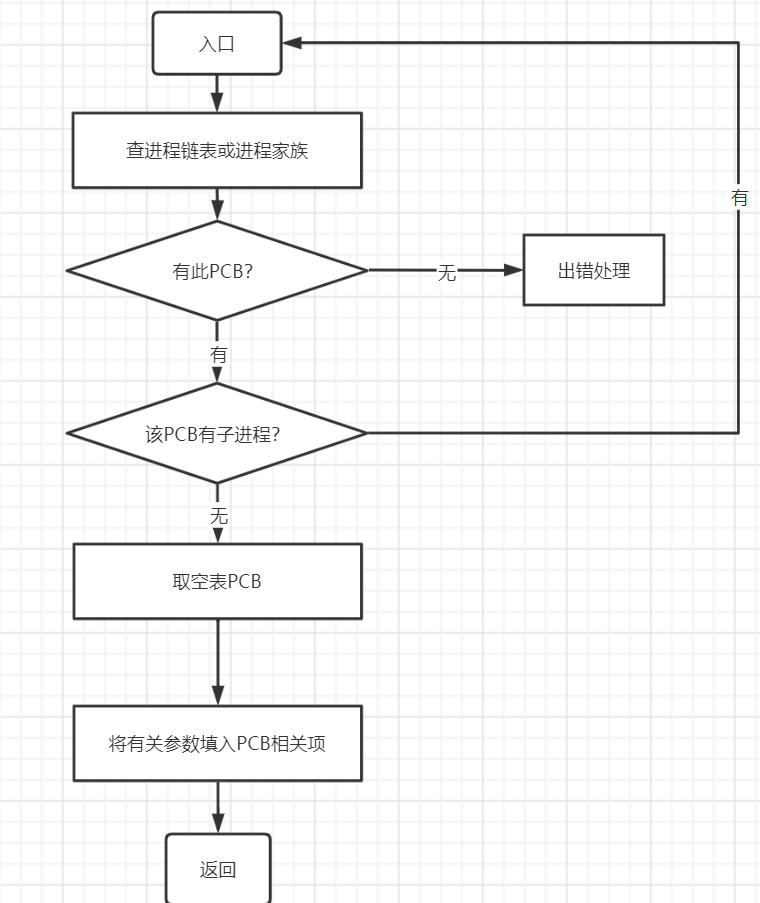 入口
查进程链表或进程家族
有
有此PCB?
无
出错处理
有
该PCB有子进程?
无
取空表PCB
将有关参数填入PCB相关项
返回